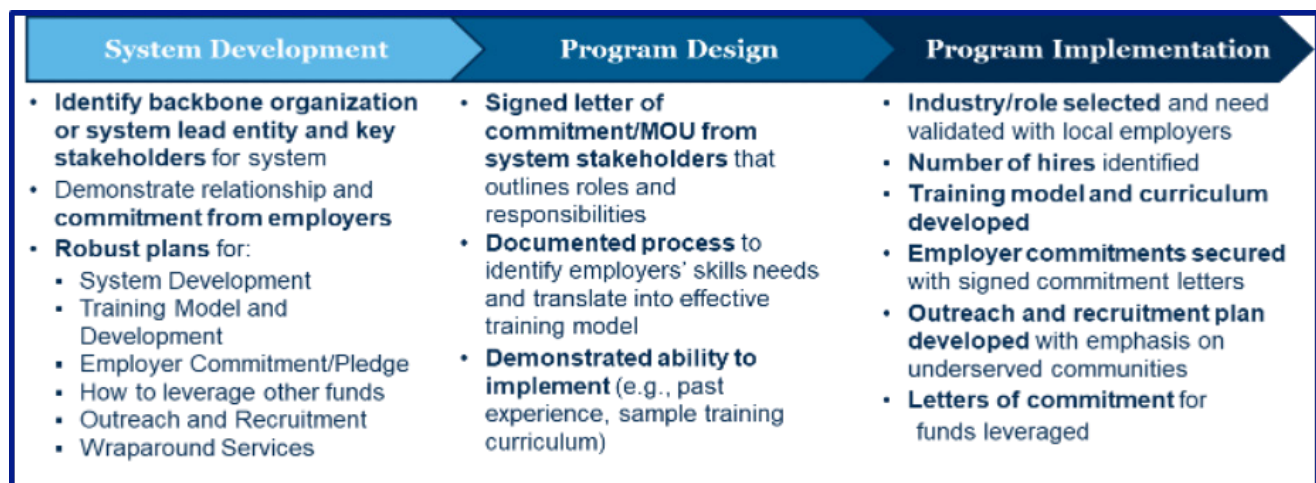 System Development
• Identify backbone organization
or system lead entity and key
stakeholders for system
• Demonstrate relationship and
commitment from employers
• Robust plans for:
▪ System Development
▪ Training Model and
Development
▪ Employer Commitment/Pledge
▪ How to leverage other funds
▪ Outreach and Recruitment
▪ Wraparound Services
Program Design
• Signed letter of
commitment/MOU from
system stakeholders that
outlines roles and
responsibilities
• Documented process to
identify employers' skills needs
and translate into effective
training model
• Demonstrated ability to
implement (e.g., past
experience, sample training
curriculum)
Program Implementation
• Industry/role selected and need
validated with local employers
• Number of hires identified
• Training model and curriculum
developed
• Employer commitments secured
with signed commitment letters
• Outreach and recruitment plan
developed with emphasis on
underserved communities
• Letters of commitment for
funds leveraged